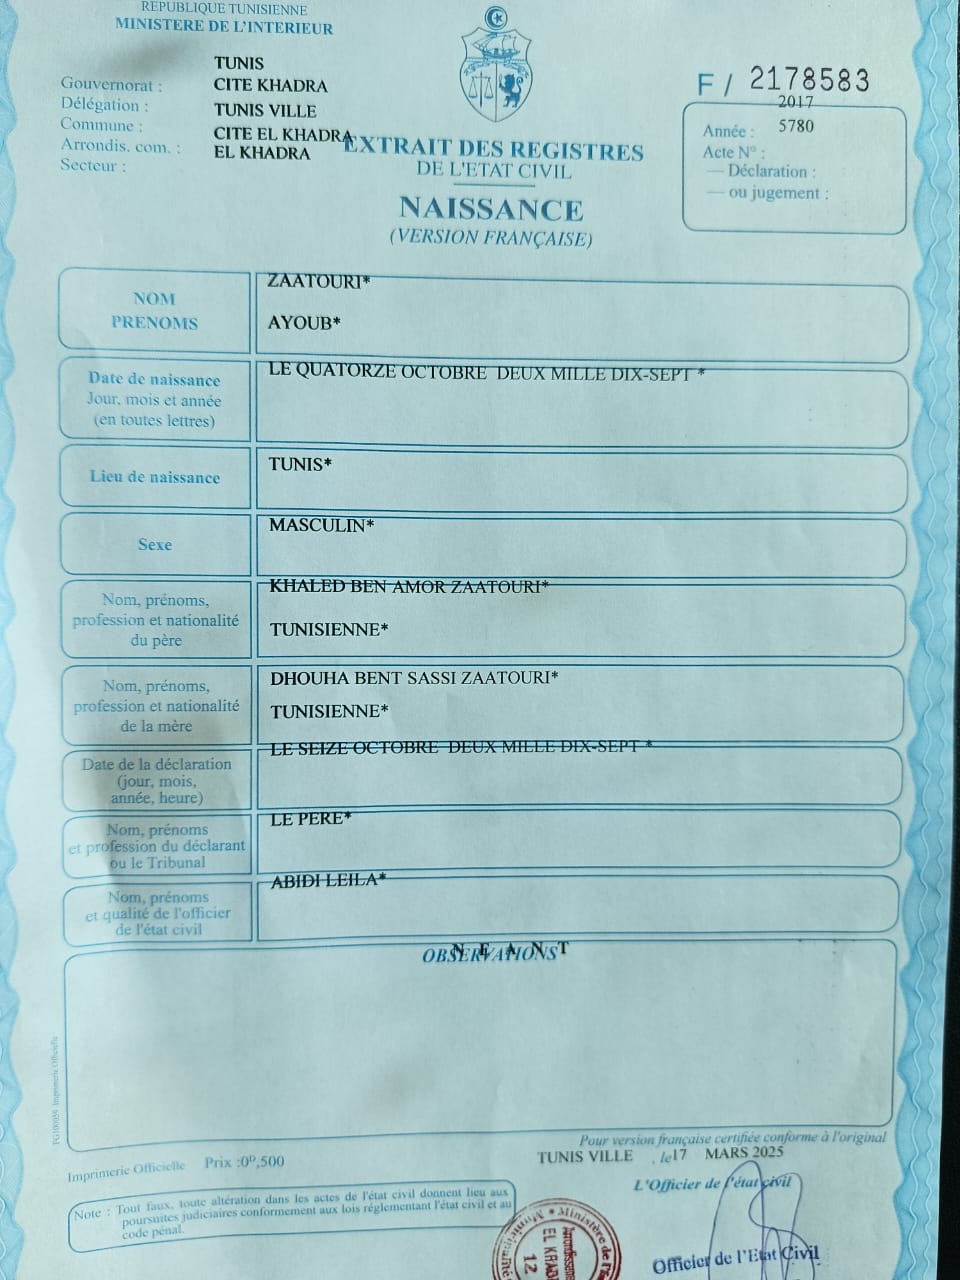 REPUBLIQUE TUNISIENNE
MINISTERE DE L'INTERIEUR
Gouvernorat : TUNIS
Délégation : CITE KHADRA
Commune : TUNIS VILLE
Arrondis. com. : CITE EL KHADRA
Secteur : EL KHADRA
F / 2178583
Année : 2017
Acte N° : 5780
— Déclaration :
— ou jugement :
EXTRAIT DES REGISTRES
DE L'ETAT CIVIL
NAISSANCE
(VERSION FRANÇAISE)
NOM ZAATOURI*
PRENOMS AYOUB*
Date de naissance
Jour, mois et année
(en toutes lettres)
LE QUATORZE OCTOBRE DEUX MILLE DIX-SEPT *
Lieu de naissance
TUNIS*
Sexe
MASCULIN*
Nom, prénoms,
profession et nationalité
du père
KHALED BEN AMOR ZAATOURI*
TUNISIENNE*
Nom, prénoms,
profession et nationalité
de la mère
DHOUHA BENT SASSI ZAATOURI*
TUNISIENNE*
Date de la déclaration
(jour, mois,
année, heure)
LE SEIZE OCTOBRE DEUX MILLE DIX-SEPT *
Nom, prénoms
et profession du déclarant
ou le Tribunal
LE PERE*
Nom, prénoms
et qualité de l'officier
de l'état civil
ABIDI LEILA*
OBSERVATIONS
N E A N T
Pour version française certifiée conforme à l'original
TUNIS VILLE , le 17 MARS 2025
L'Officier de l'état civil
Officier de l'Etat Civil
Imprimerie Officielle Prix :0ᴰ,500
Note : Tout faux, toute altération dans les actes de l'état civil donnent lieu aux
poursuites judiciaires conformement aux lois réglementant l'état civil et au
code pénal.
Imprimerie Officielle
Ministère de
EL KHAD
12